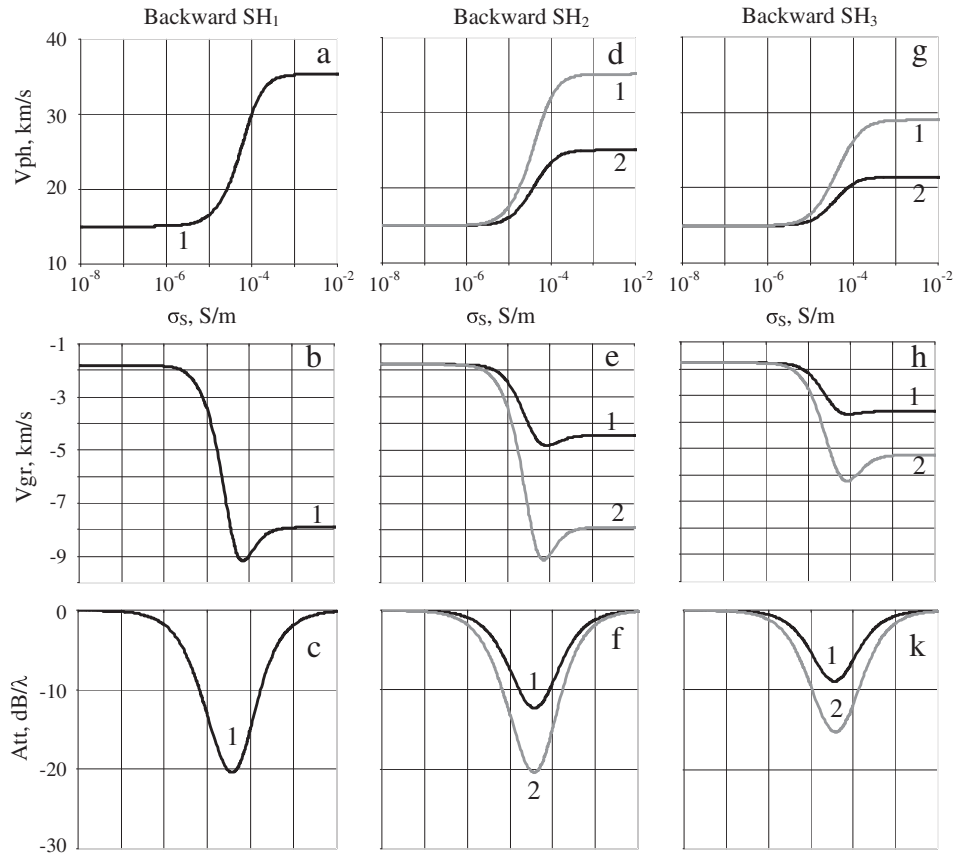 Backward SH₁ Backward SH₂ Backward SH₃
40 a d g
30 1 1
Vph, km/s
20 2 2
1
10
10⁻⁸ 10⁻⁶ 10⁻⁴ 10⁻² 10⁻⁸ 10⁻⁶ 10⁻⁴ 10⁻² 10⁻⁸ 10⁻⁶ 10⁻⁴ 10⁻²
σS, S/m σS, S/m σS, S/m
-1 b e h
-3 1
Vgr, km/s
-5 1 2
-7 1 2
-9
0 c f k
-10 1 1
Att, dB/λ
1 2
-20 2
-30